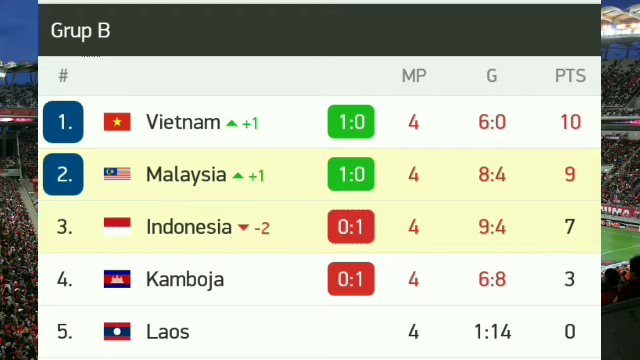 Grup B
# MP G PTS
1. Vietnam +1 1:0 4 6:0 10
2. Malaysia +1 1:0 4 8:4 9
3. Indonesia -2 0:1 4 9:4 7
4. Kamboja 0:1 4 6:8 3
5. Laos 4 1:14 0